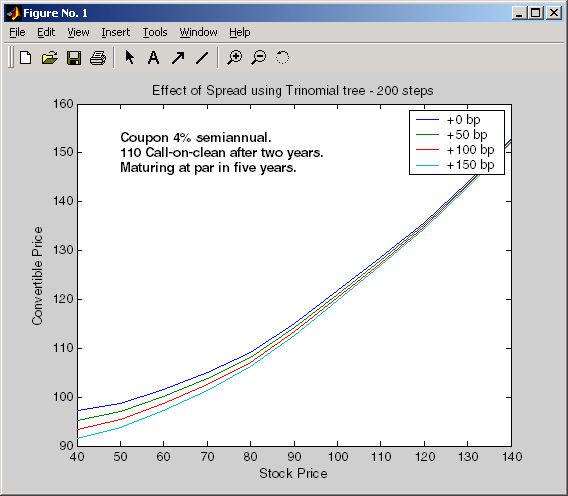 Figure No. 1
File Edit View Insert Tools Window Help
A
Effect of Spread using Trinomial tree - 200 steps
Coupon 4% semiannual.
110 Call-on-clean after two years.
Maturing at par in five years.
+0 bp
+50 bp
+100 bp
+150 bp
Convertible Price
160
150
140
130
120
110
100
90
40 50 60 70 80 90 100 110 120 130 140
Stock Price